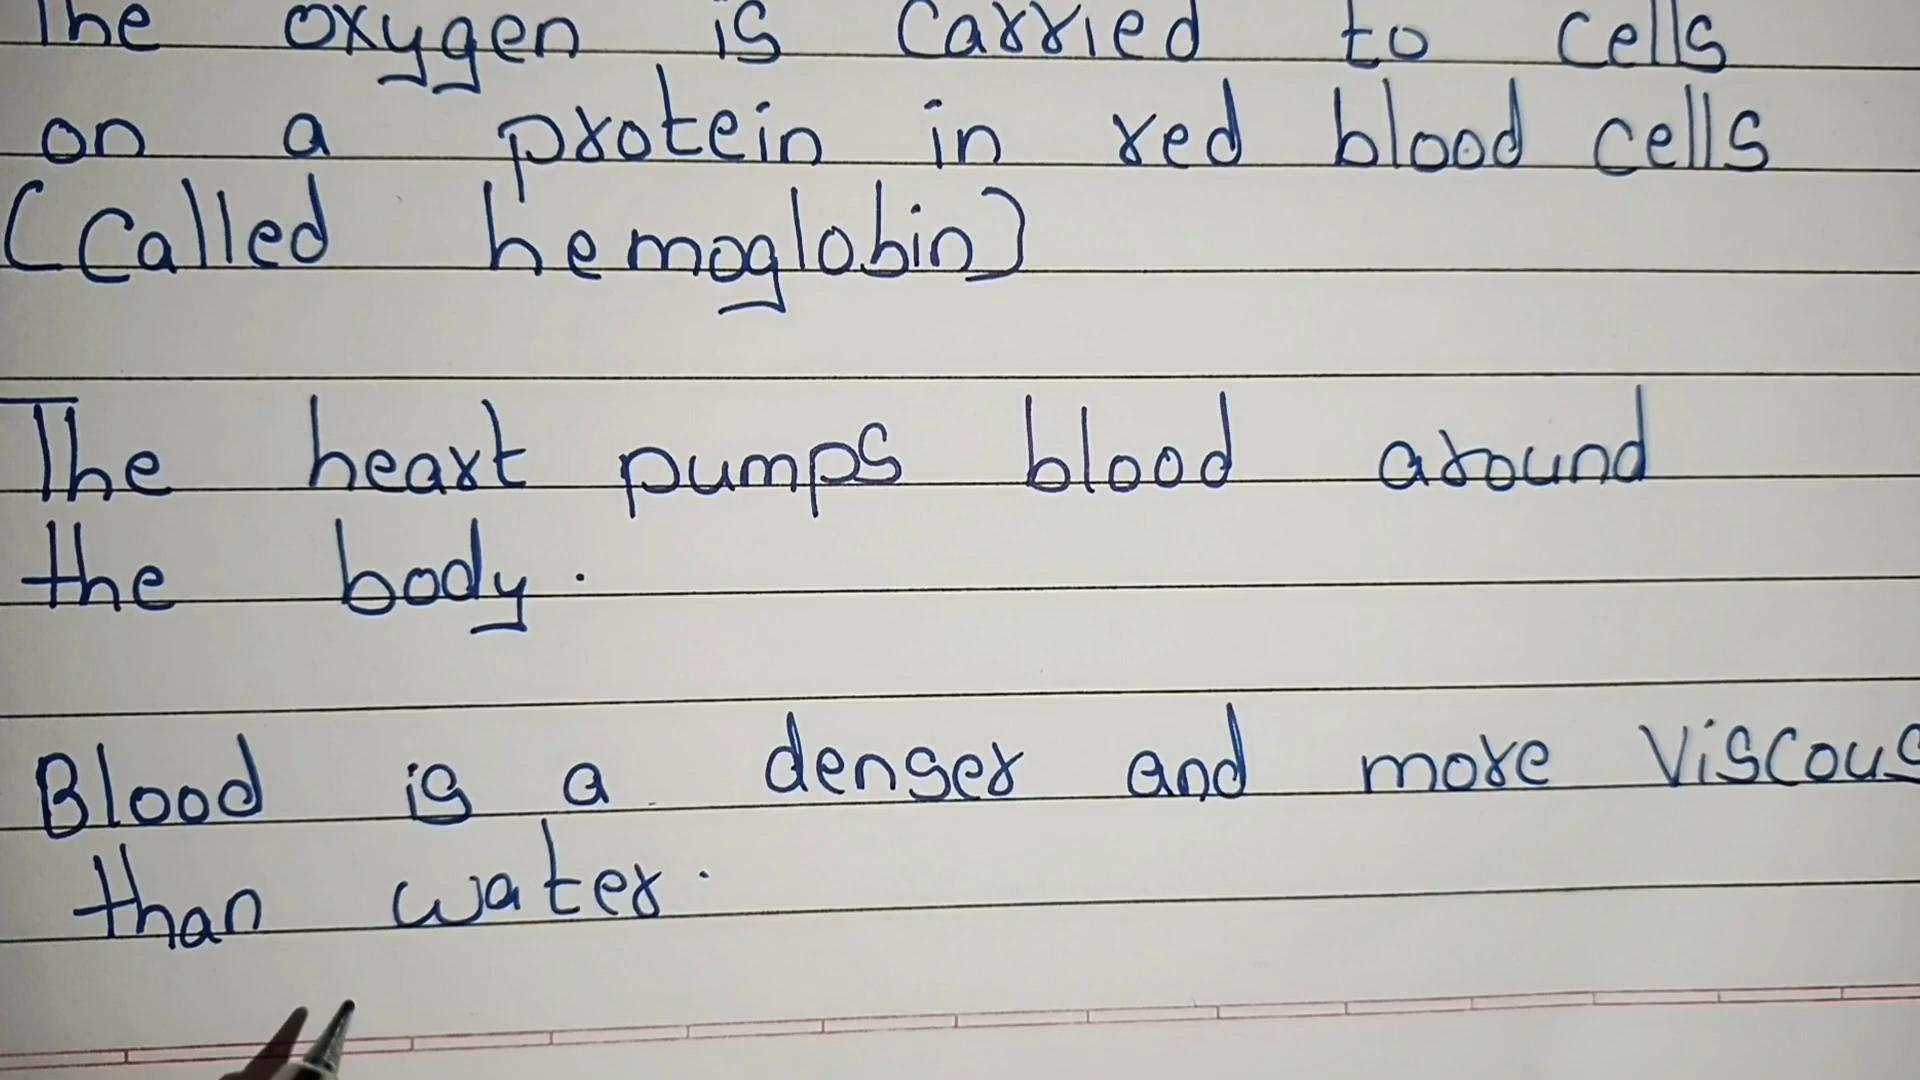 The oxygen is carried to cells
on a protein in red blood cells
(Called hemoglobin)
The heart pumps blood around
the body.
Blood is a denser and more viscous
than water.